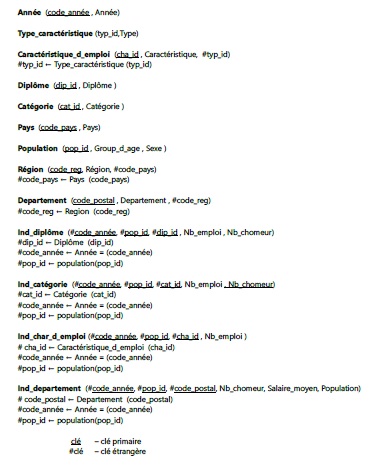 Année (code_année , Année)
Type_caractéristique (typ_id,Type)
Caractéristique_d_emploi (cha_id , Caractéristique, #typ_id)
#typ_id ← Type_caractéristique (typ_id)
Diplôme (dip_id , Diplôme )
Catégorie (cat_id , Catégorie )
Pays (code_pays , Pays)
Population (pop_id , Group_d_age , Sexe )
Région (code_reg, Région, #code_pays)
#code_pays ← Pays (code_pays)
Departement (code_postal , Departement , #code_reg)
#code_reg ← Region (code_reg)
Ind_diplôme (#code_année, #pop_id, #dip_id , Nb_emploi , Nb_chomeur)
#dip_id ← Diplôme (dip_id)
#code_année ← Année = (code_année)
#pop_id ← population(pop_id)
Ind_catégorie (#code_année, #pop_id, #cat_id, Nb_emploi , Nb_chomeur)
#cat_id ← Catégorie (cat_id)
#code_année ← Année = (code_année)
#pop_id ← population(pop_id)
Ind_char_d_emploi (#code_année, #pop_id, #cha_id , Nb_emploi )
# cha_id ← Caractéristique_d_emploi (cha_id)
#code_année ← Année = (code_année)
#pop_id ← population(pop_id)
Ind_departement (#code_année, #pop_id, #code_postal, Nb_chomeur, Salaire_moyen, Population)
# code_postal ← Departement (code_postal)
#code_année ← Année = (code_année)
#pop_id ← population(pop_id)
clé – clé primaire
#clé – clé étrangère